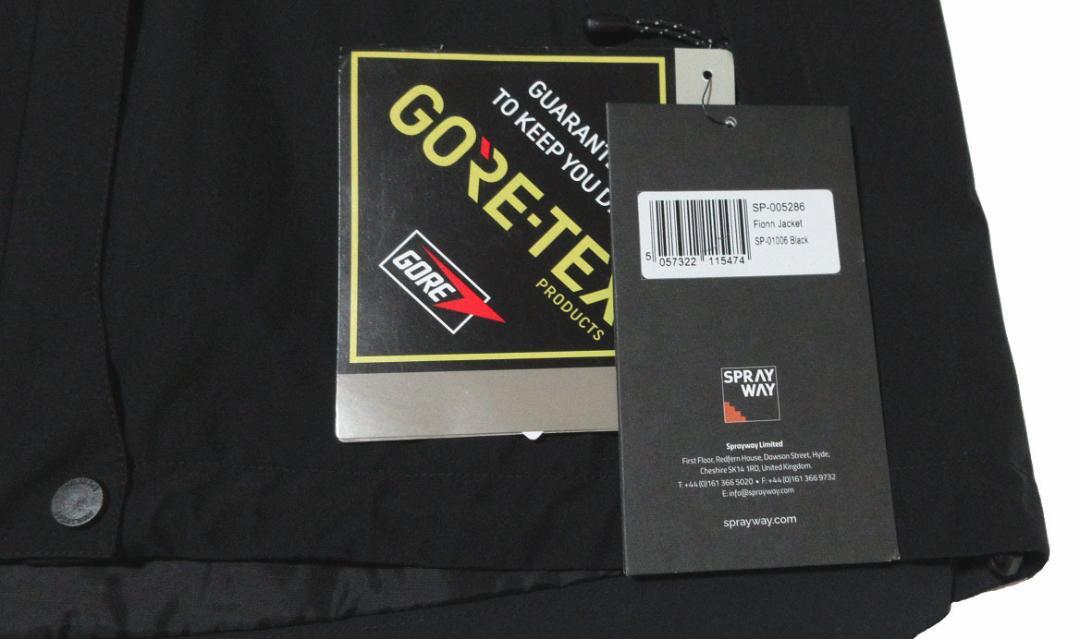 GUARANT
TO KEEP YOU D
GORE-TEX
PRODUCTS
GORE
SP-005286
Fionn Jacket
SP-01006 Black
5 057322 115474
SPRAY
WAY
Sprayway Limited
First Floor, Redfern House, Dawson Street, Hyde,
Cheshire SK14 1RD, United Kingdom.
T: +44 (0)161 366 5020 • F: +44 (0)161 366 9732
E: info@sprayway.com
sprayway.com